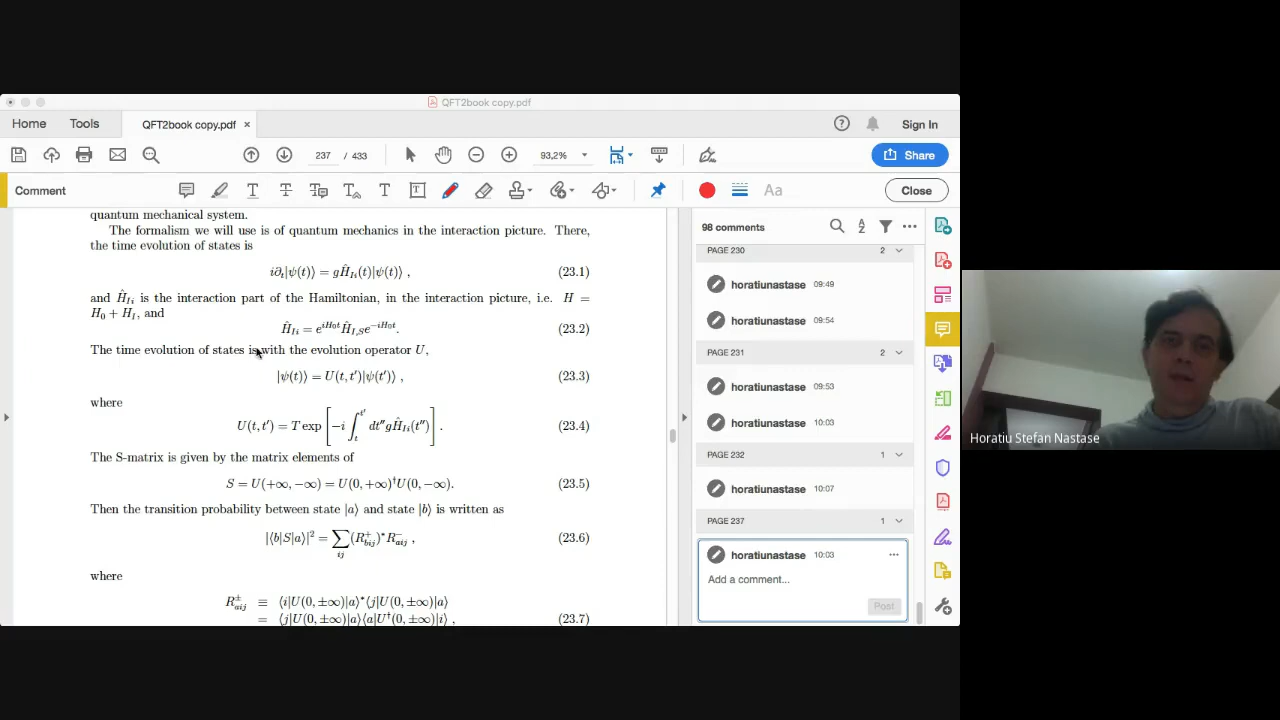 QFT2book copy.pdf
Home Tools QFT2book copy.pdf × Sign In
237 / 433 93,2% Share
Comment Aa Close
quantum mechanical system.
The formalism we will use is of quantum mechanics in the interaction picture. There,
the time evolution of states is
i∂ₜ|ψ(t)⟩ = gĤ_{Ii}(t)|ψ(t)⟩ , (23.1)
and Ĥ_{Ii} is the interaction part of the Hamiltonian, in the interaction picture, i.e. H =
H₀ + H_I, and
Ĥ_{Ii} = e^{iH₀t}Ĥ_{I,S}e^{−iH₀t}. (23.2)
The time evolution of states is with the evolution operator U,
|ψ(t)⟩ = U(t, t′)|ψ(t′)⟩ , (23.3)
where
U(t, t′) = T exp [−i ∫_t^{t′} dt″gĤ_{Ii}(t″)] . (23.4)
The S-matrix is given by the matrix elements of
S = U(+∞, −∞) = U(0, +∞)†U(0, −∞). (23.5)
Then the transition probability between state |a⟩ and state |b⟩ is written as
|⟨b|S|a⟩|² = ∑_{ij} (R⁺_{bij})*R⁻_{aij} , (23.6)
where
R^±_{aij} ≡ ⟨i|U(0, ±∞)|a⟩*⟨j|U(0, ±∞)|a⟩
= ⟨j|U(0, ±∞)|a⟩⟨a|U†(0, ±∞)|i⟩ , (23.7)
98 comments
PAGE 230 2
horatiunastase 09:49
horatiunastase 09:54
PAGE 231 2
horatiunastase 09:53
horatiunastase 10:03
PAGE 232 1
horatiunastase 10:07
PAGE 237 1
horatiunastase 10:03
Add a comment...
Post
Horatiu Stefan Nastase